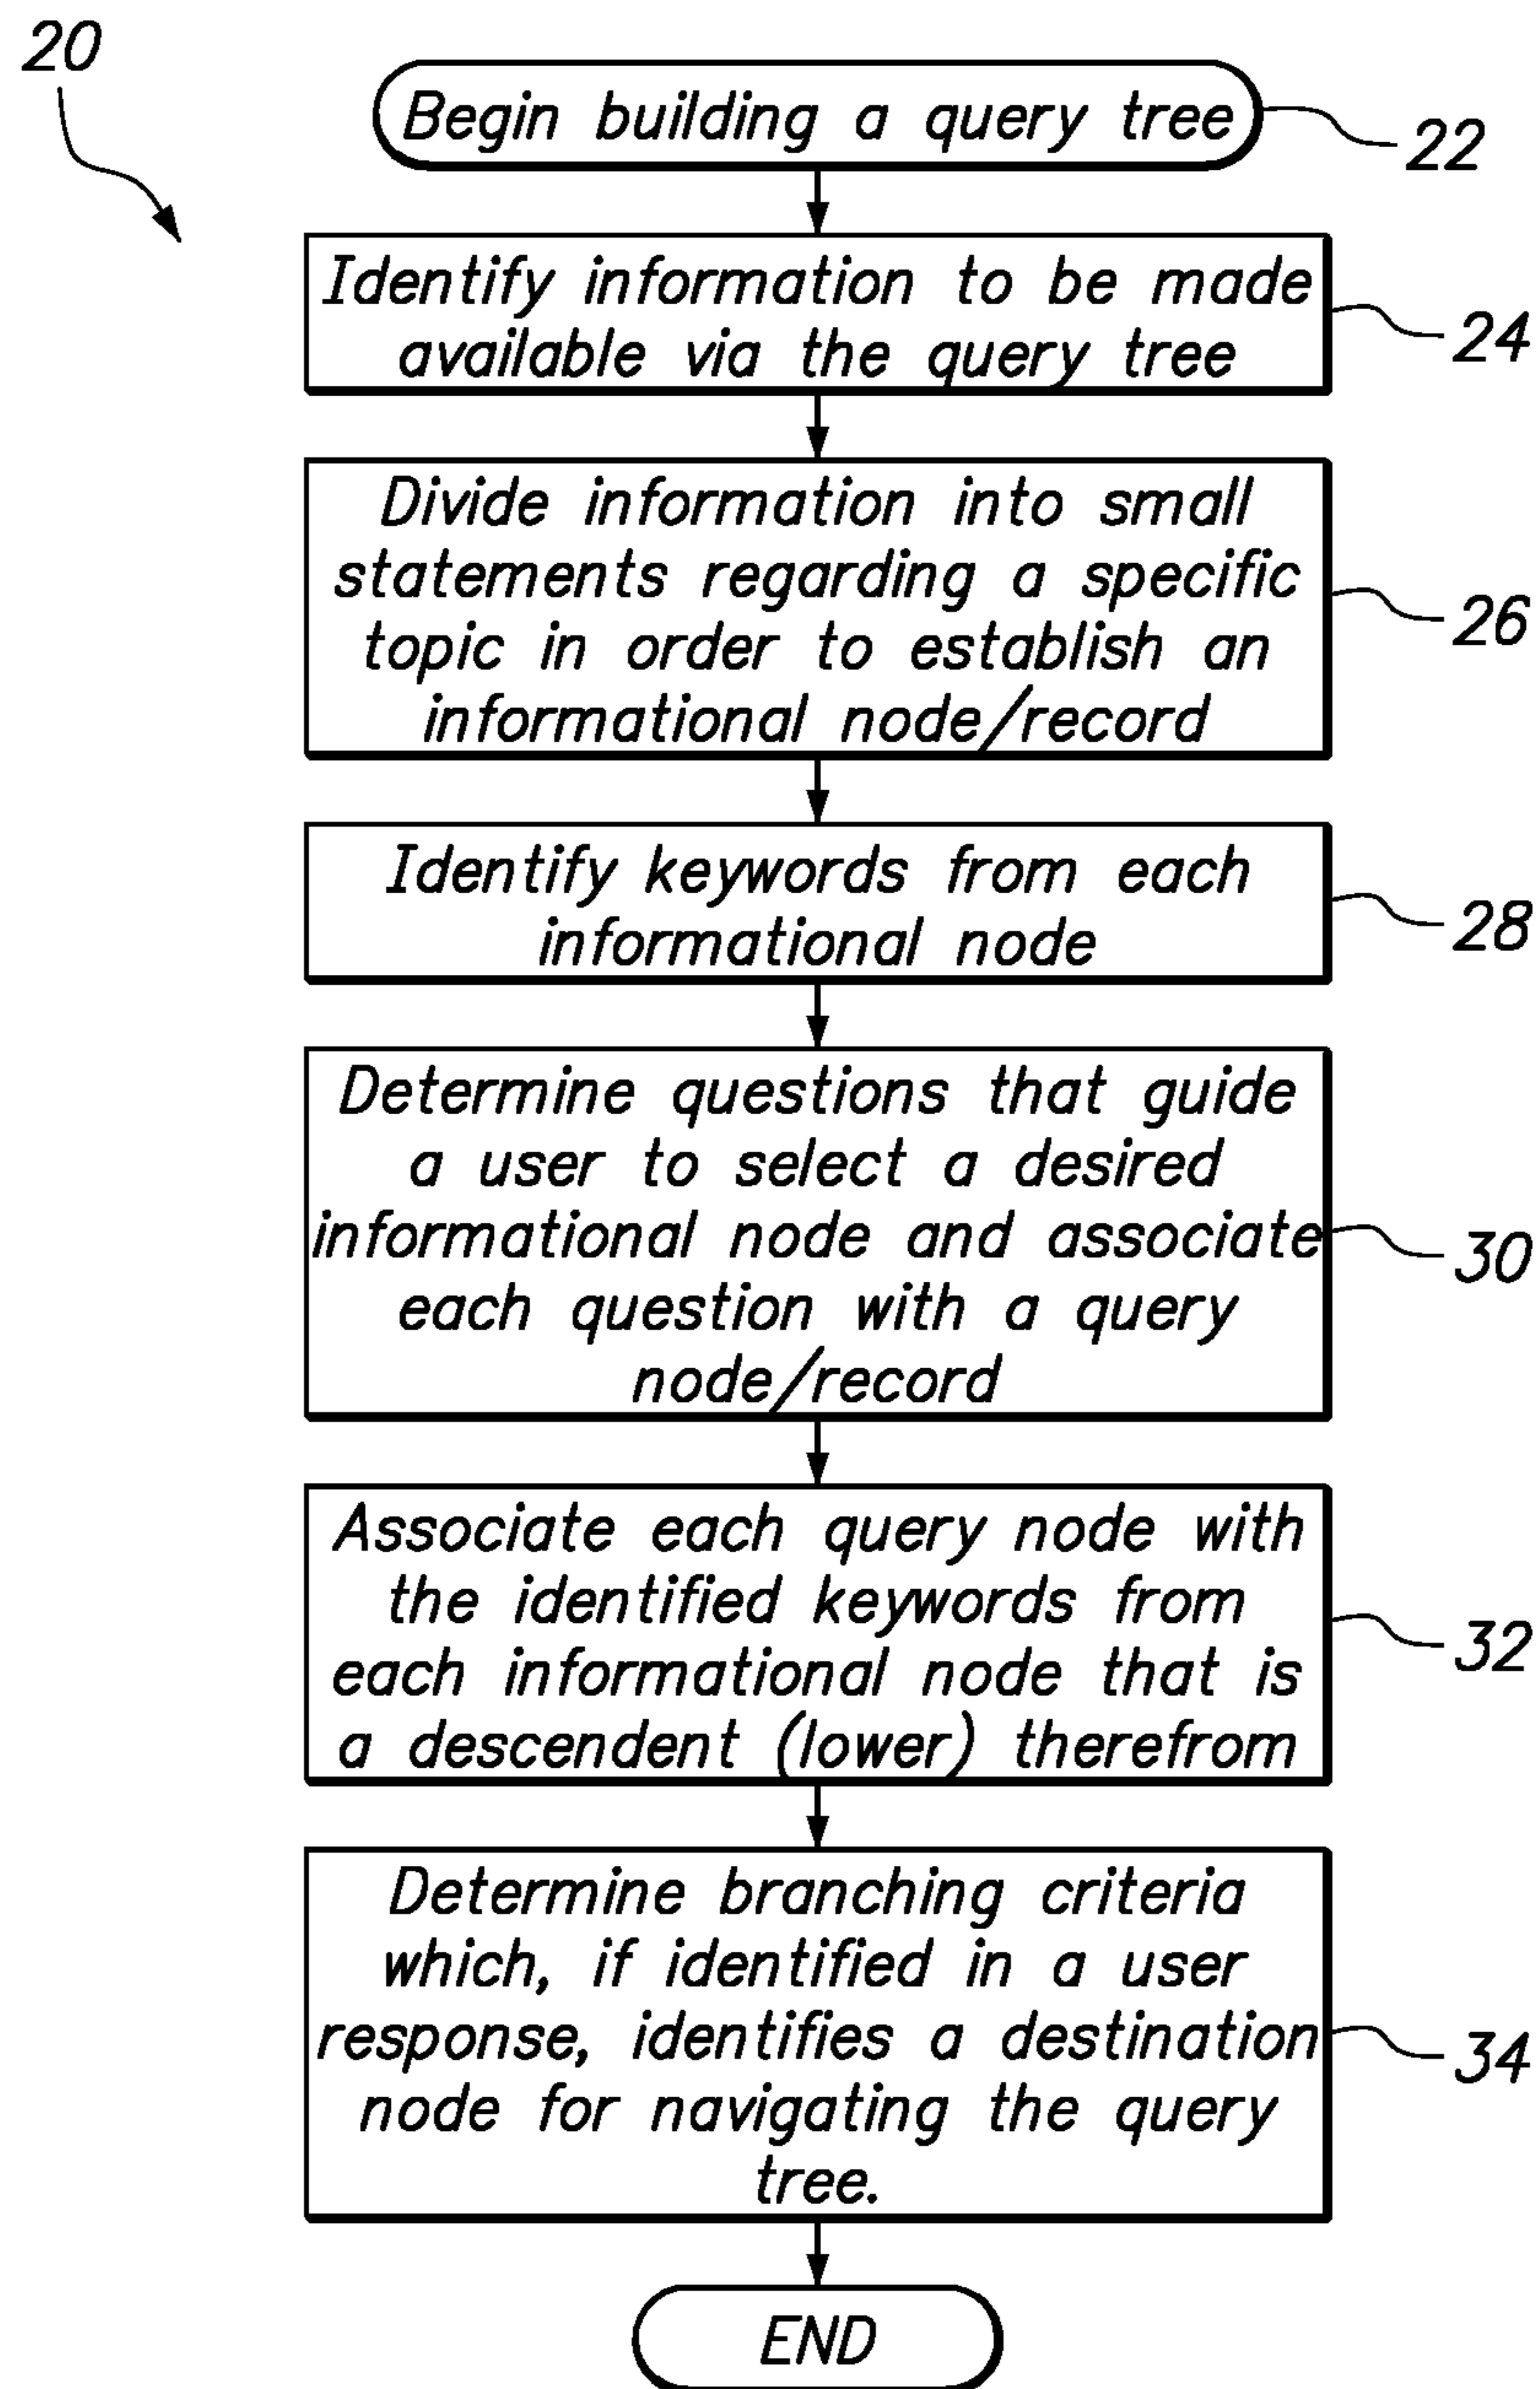 20
Begin building a query tree
22
Identify information to be made
available via the query tree
24
Divide information into small
statements regarding a specific
topic in order to establish an
informational node/record
26
Identify keywords from each
informational node
28
Determine questions that guide
a user to select a desired
informational node and associate
each question with a query
node/record
30
Associate each query node with
the identified keywords from
each informational node that is
a descendent (lower) therefrom
32
Determine branching criteria
which, if identified in a user
response, identifies a destination
node for navigating the query
tree.
34
END